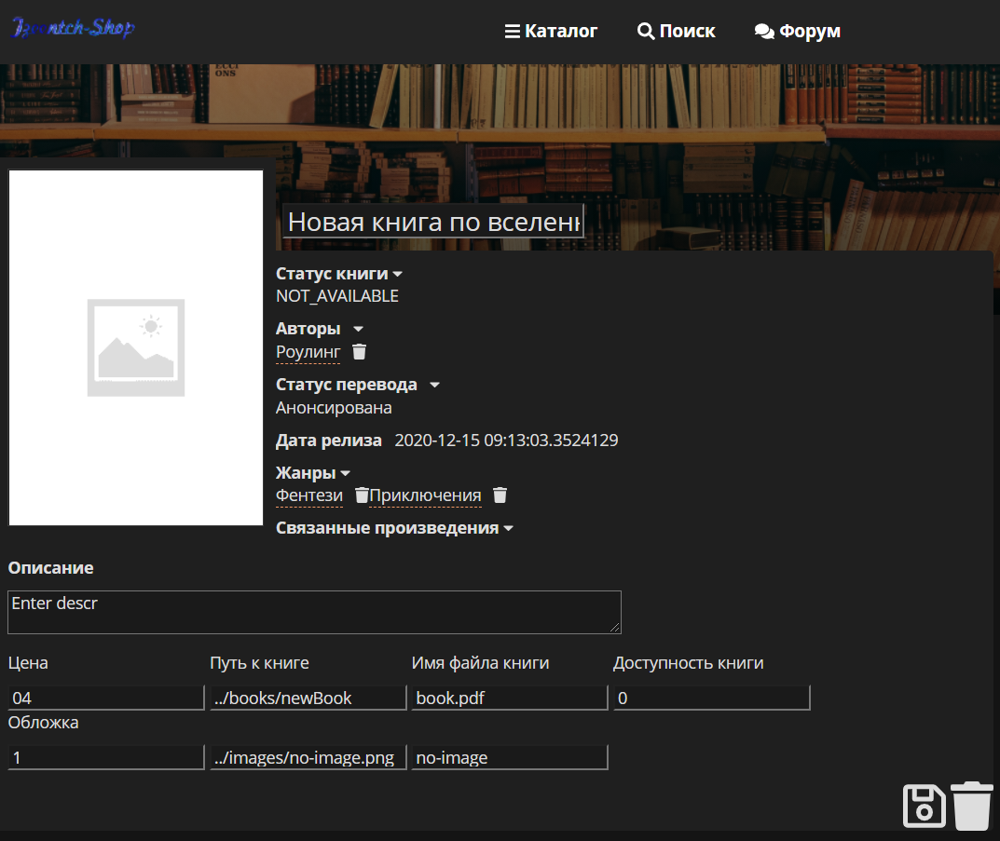 Каталог Поиск Форум
Новая книга по вселен
Статус книги
NOT_AVAILABLE
Авторы
Роулинг
Статус перевода
Анонсирована
Дата релиза 2020-12-15 09:13:03.3524129
Жанры
Фентези Приключения
Связанные произведения
Описание
Enter descr
Цена Путь к книге Имя файла книги Доступность книги
04 ../books/newBook book.pdf 0
Обложка
1 ../images/no-image.png no-image